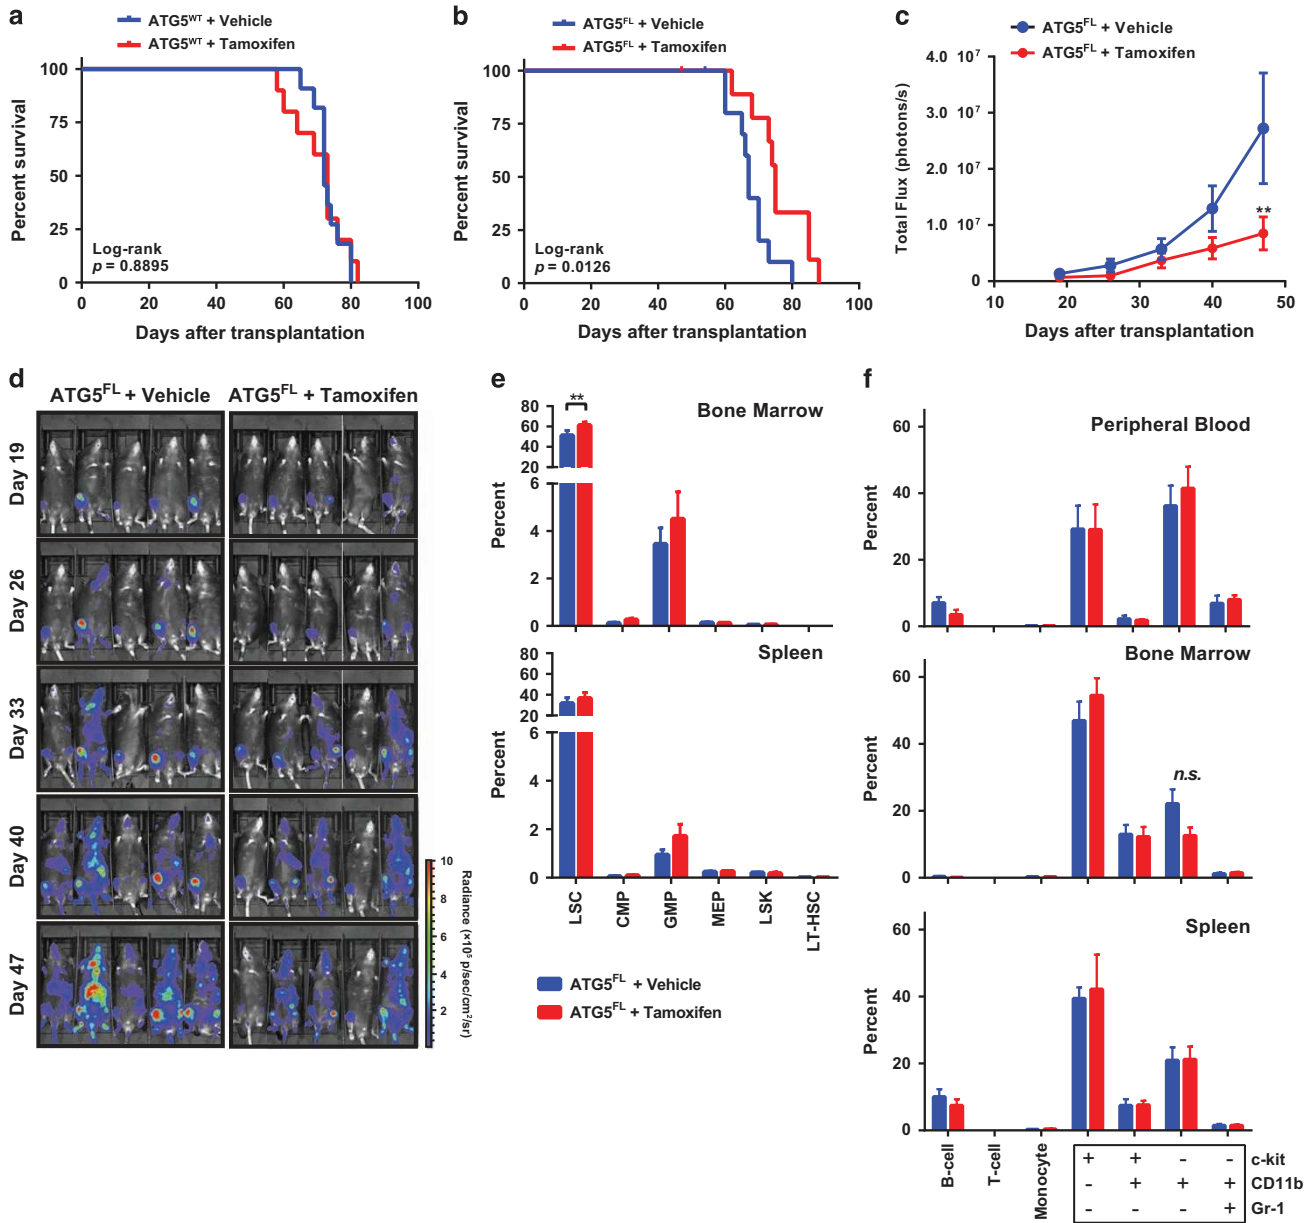 a
ATG5WT + Vehicle
ATG5WT + Tamoxifen
Percent survival
100
75
50
25
0
Log-rank
p = 0.8895
0 20 40 60 80 100
Days after transplantation
b
ATG5FL + Vehicle
ATG5FL + Tamoxifen
Percent survival
100
75
50
25
0
Log-rank
p = 0.0126
0 20 40 60 80 100
Days after transplantation
c
ATG5FL + Vehicle
ATG5FL + Tamoxifen
Total Flux (photons/s)
4.0 10⁷
3.0 10⁷
2.0 10⁷
1.0 10⁷
0
**
10 20 30 40 50
Days after transplantation
d
ATG5FL + Vehicle
ATG5FL + Tamoxifen
Day 19
Day 26
Day 33
Day 40
Day 47
10
8
6
4
2
Radiance (×10⁵ p/sec/cm²/sr)
e
Bone Marrow
**
Percent
80
60
40
20
6
4
2
0
Spleen
Percent
80
60
40
20
6
4
2
0
LSC
CMP
GMP
MEP
LSK
LT-HSC
ATG5FL + Vehicle
ATG5FL + Tamoxifen
f
Peripheral Blood
Percent
60
40
20
0
Bone Marrow
Percent
60
40
20
0
n.s.
Spleen
Percent
60
40
20
0
B-cell
T-cell
Monocyte
+ + - - c-kit
- + + + CD11b
- - - + Gr-1